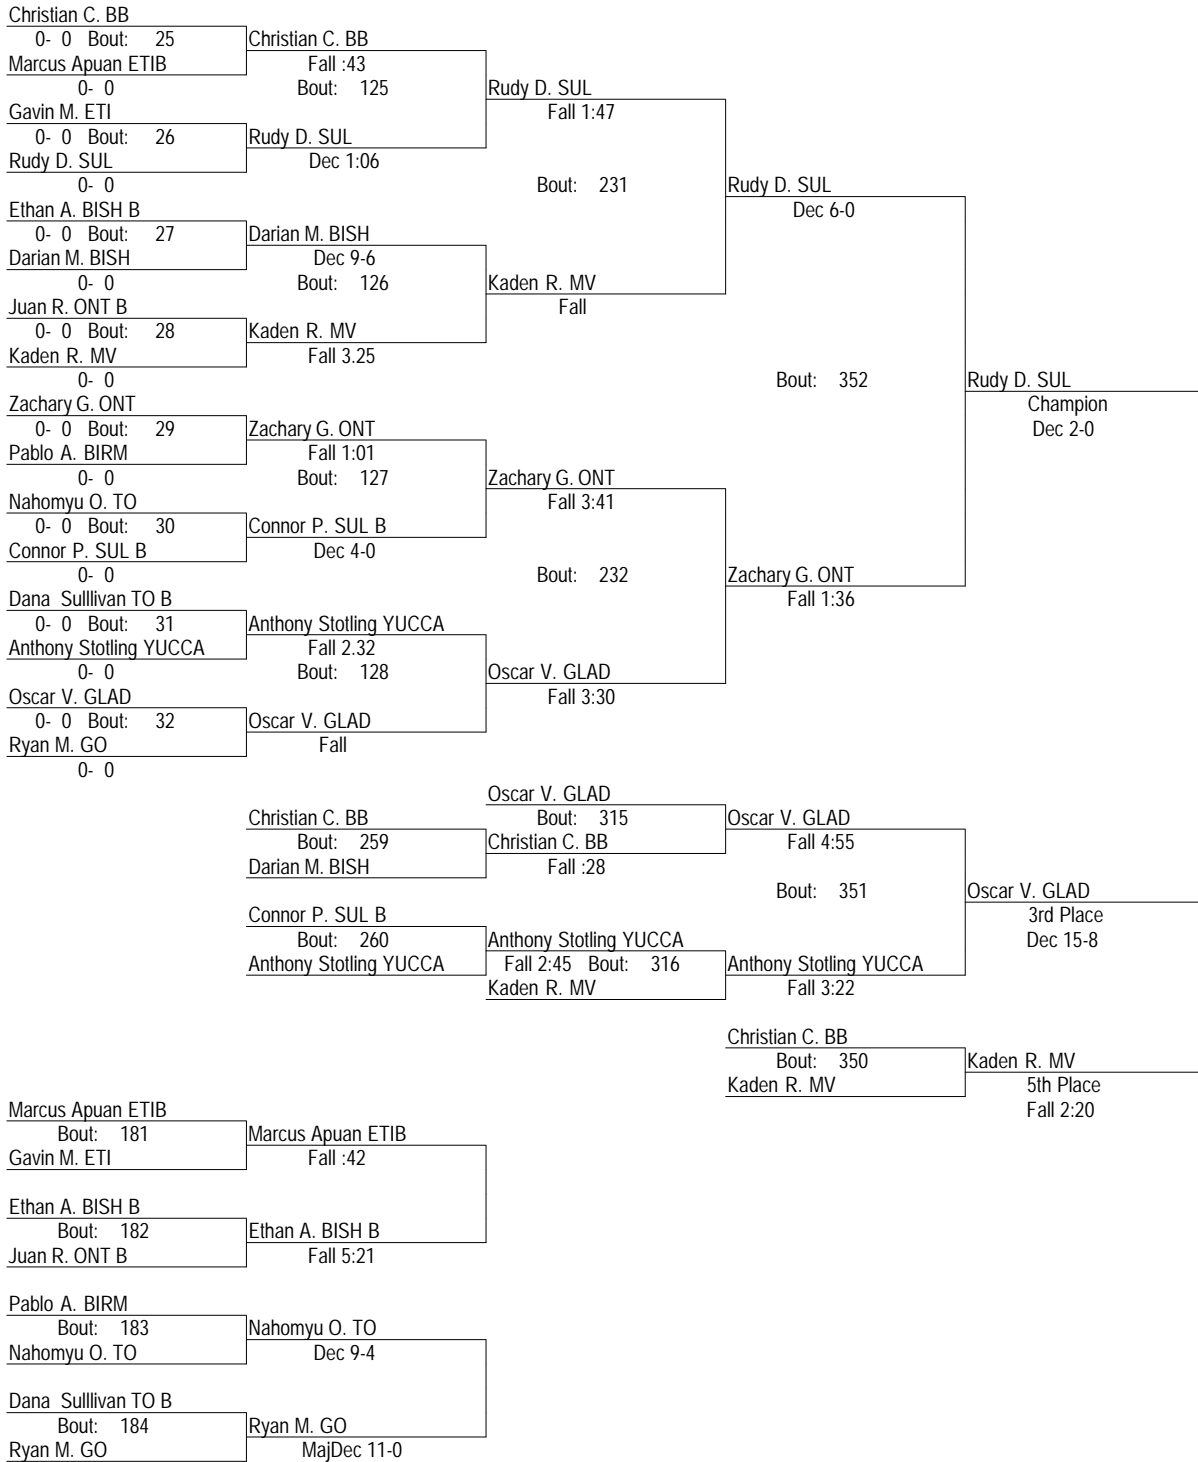 Christian C. BB
0- 0 Bout: 25 Christian C. BB
Marcus Apuan ETIB Fall :43
0- 0 Bout: 125 Rudy D. SUL
Gavin M. ETI Fall 1:47
0- 0 Bout: 26 Rudy D. SUL
Rudy D. SUL Dec 1:06
0- 0 Bout: 231 Rudy D. SUL
Ethan A. BISH B Dec 6-0
0- 0 Bout: 27 Darian M. BISH
Darian M. BISH Dec 9-6
0- 0 Bout: 126 Kaden R. MV
Juan R. ONT B Fall
0- 0 Bout: 28 Kaden R. MV
Kaden R. MV Fall 3.25
0- 0 Bout: 352 Rudy D. SUL
Zachary G. ONT Champion
0- 0 Bout: 29 Zachary G. ONT Dec 2-0
Pablo A. BIRM Fall 1:01
0- 0 Bout: 127 Zachary G. ONT
Nahomyu O. TO Fall 3:41
0- 0 Bout: 30 Connor P. SUL B
Connor P. SUL B Dec 4-0
0- 0 Bout: 232 Zachary G. ONT
Dana Sulllivan TO B Fall 1:36
0- 0 Bout: 31 Anthony Stotling YUCCA
Anthony Stotling YUCCA Fall 2.32
0- 0 Bout: 128 Oscar V. GLAD
Oscar V. GLAD Fall 3:30
0- 0 Bout: 32 Oscar V. GLAD
Ryan M. GO Fall
0- 0
Oscar V. GLAD
Christian C. BB Bout: 315 Oscar V. GLAD
Bout: 259 Christian C. BB Fall 4:55
Darian M. BISH Fall :28
Bout: 351 Oscar V. GLAD
Connor P. SUL B 3rd Place
Bout: 260 Anthony Stotling YUCCA Dec 15-8
Anthony Stotling YUCCA Fall 2:45 Bout: 316 Anthony Stotling YUCCA
Kaden R. MV Fall 3:22
Christian C. BB
Bout: 350 Kaden R. MV
Kaden R. MV 5th Place
Marcus Apuan ETIB Fall 2:20
Bout: 181 Marcus Apuan ETIB
Gavin M. ETI Fall :42
Ethan A. BISH B
Bout: 182 Ethan A. BISH B
Juan R. ONT B Fall 5:21
Pablo A. BIRM
Bout: 183 Nahomyu O. TO
Nahomyu O. TO Dec 9-4
Dana Sulllivan TO B
Bout: 184 Ryan M. GO
Ryan M. GO MajDec 11-0